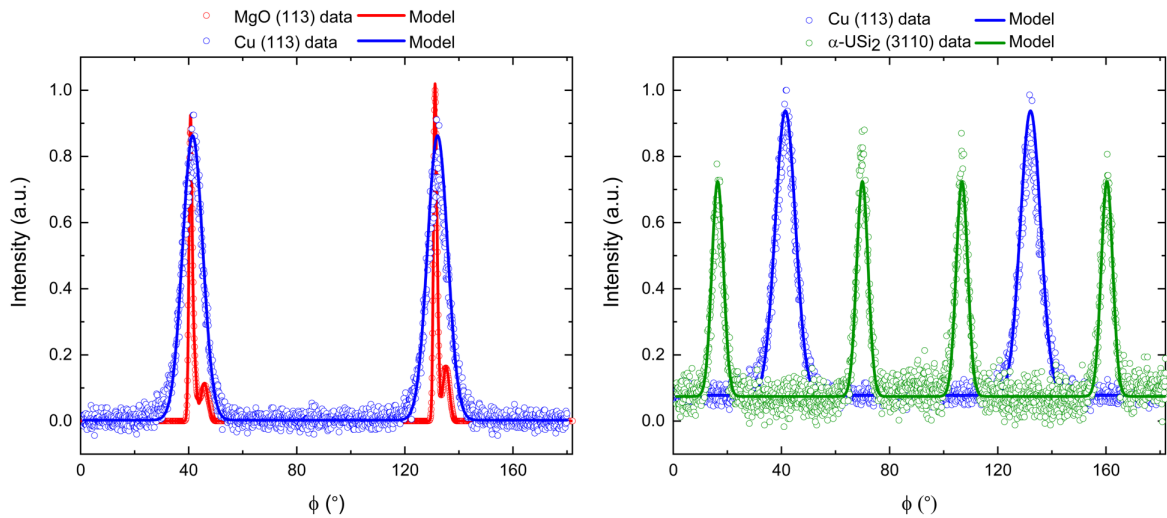 MgO (113) data Model
Cu (113) data Model
1.0
0.8
0.6
0.4
0.2
0.0
Intensity (a.u.)
0 40 80 120 160
ϕ (°)
Cu (113) data Model
α-USi₂ (3110) data Model
1.0
0.8
0.6
0.4
0.2
0.0
Intensity (a.u.)
0 40 80 120 160
ϕ (°)